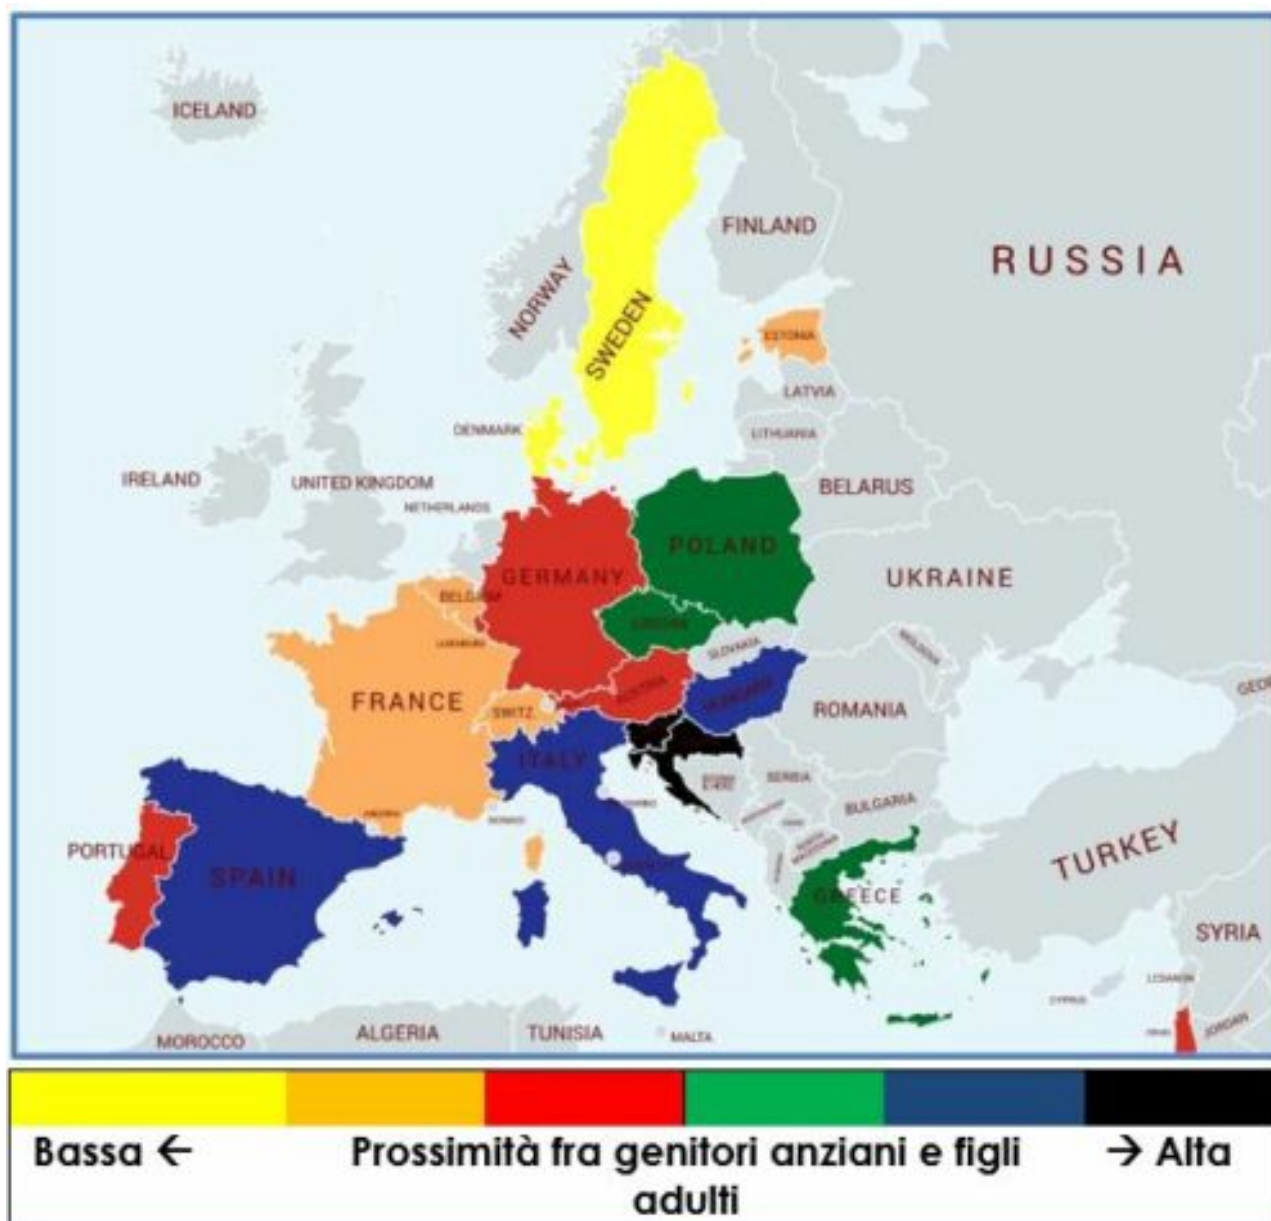 ICELAND
FINLAND
RUSSIA
NORWAY
SWEDEN
ESTONIA
LATVIA
DENMARK
LITHUANIA
IRELAND
UNITED KINGDOM
BELARUS
NETHERLANDS
POLAND
GERMANY
UKRAINE
BELGIUM
SLOVAKIA
MOLDOVA
AUSTRIA
HUNGARY
FRANCE
SWITZ.
ROMANIA
ITALY
SERBIA
BULGARIA
MONACO
PORTUGAL
SPAIN
TURKEY
GREECE
SYRIA
LEBANON
CYPRUS
MOROCCO
ALGERIA
TUNISIA
MALTA
JORDAN
Bassa ← Prossimità fra genitori anziani e figli → Alta
adulti